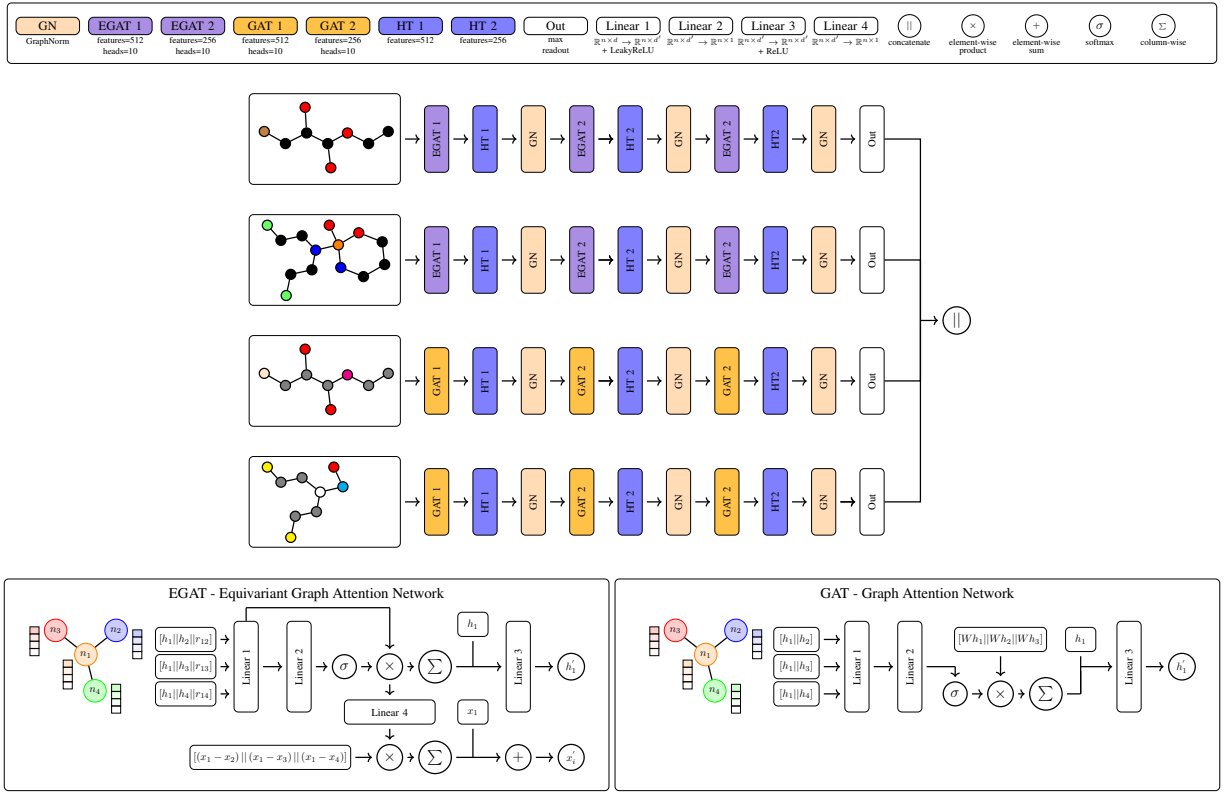 GN EGAT 1 EGAT 2 GAT 1 GAT 2 HT 1 HT 2 Out Linear 1 Linear 2 Linear 3 Linear 4 || × + σ Σ
GraphNorm features=512 features=256 features=512 features=256 features=512 features=256 max ℝ^{n×d} → ℝ^{n×d'} ℝ^{n×d'} → ℝ^{n×1} ℝ^{n×d'} → ℝ^{n×d'} ℝ^{n×d'} → ℝ^{n×1} concatenate element-wise element-wise softmax column-wise
heads=10 heads=10 heads=10 heads=10 readout + LeakyReLU + ReLU product sum
EGAT 1 HT 1 GN EGAT 2 HT 2 GN EGAT 2 HT2 GN Out
EGAT 1 HT 1 GN EGAT 2 HT 2 GN EGAT 2 HT2 GN Out
||
GAT 1 HT 1 GN GAT 2 HT 2 GN GAT 2 HT2 GN Out
GAT 1 HT 1 GN GAT 2 HT 2 GN GAT 2 HT2 GN Out
EGAT - Equivariant Graph Attention Network
n₃ n₂ n₁ n₄
[h₁||h₂||r₁₂]
[h₁||h₃||r₁₃]
[h₁||h₄||r₁₄]
Linear 1 Linear 2 σ × Σ h₁ Linear 3 h₁'
Linear 4 x₁
[(x₁ − x₂) || (x₁ − x₃) || (x₁ − x₄)] × Σ + x_i'
GAT - Graph Attention Network
n₃ n₂ n₁ n₄
[h₁||h₂]
[h₁||h₃]
[h₁||h₄]
Linear 1 Linear 2 [Wh₁||Wh₂||Wh₃] h₁ Linear 3 h₁'
σ × Σ